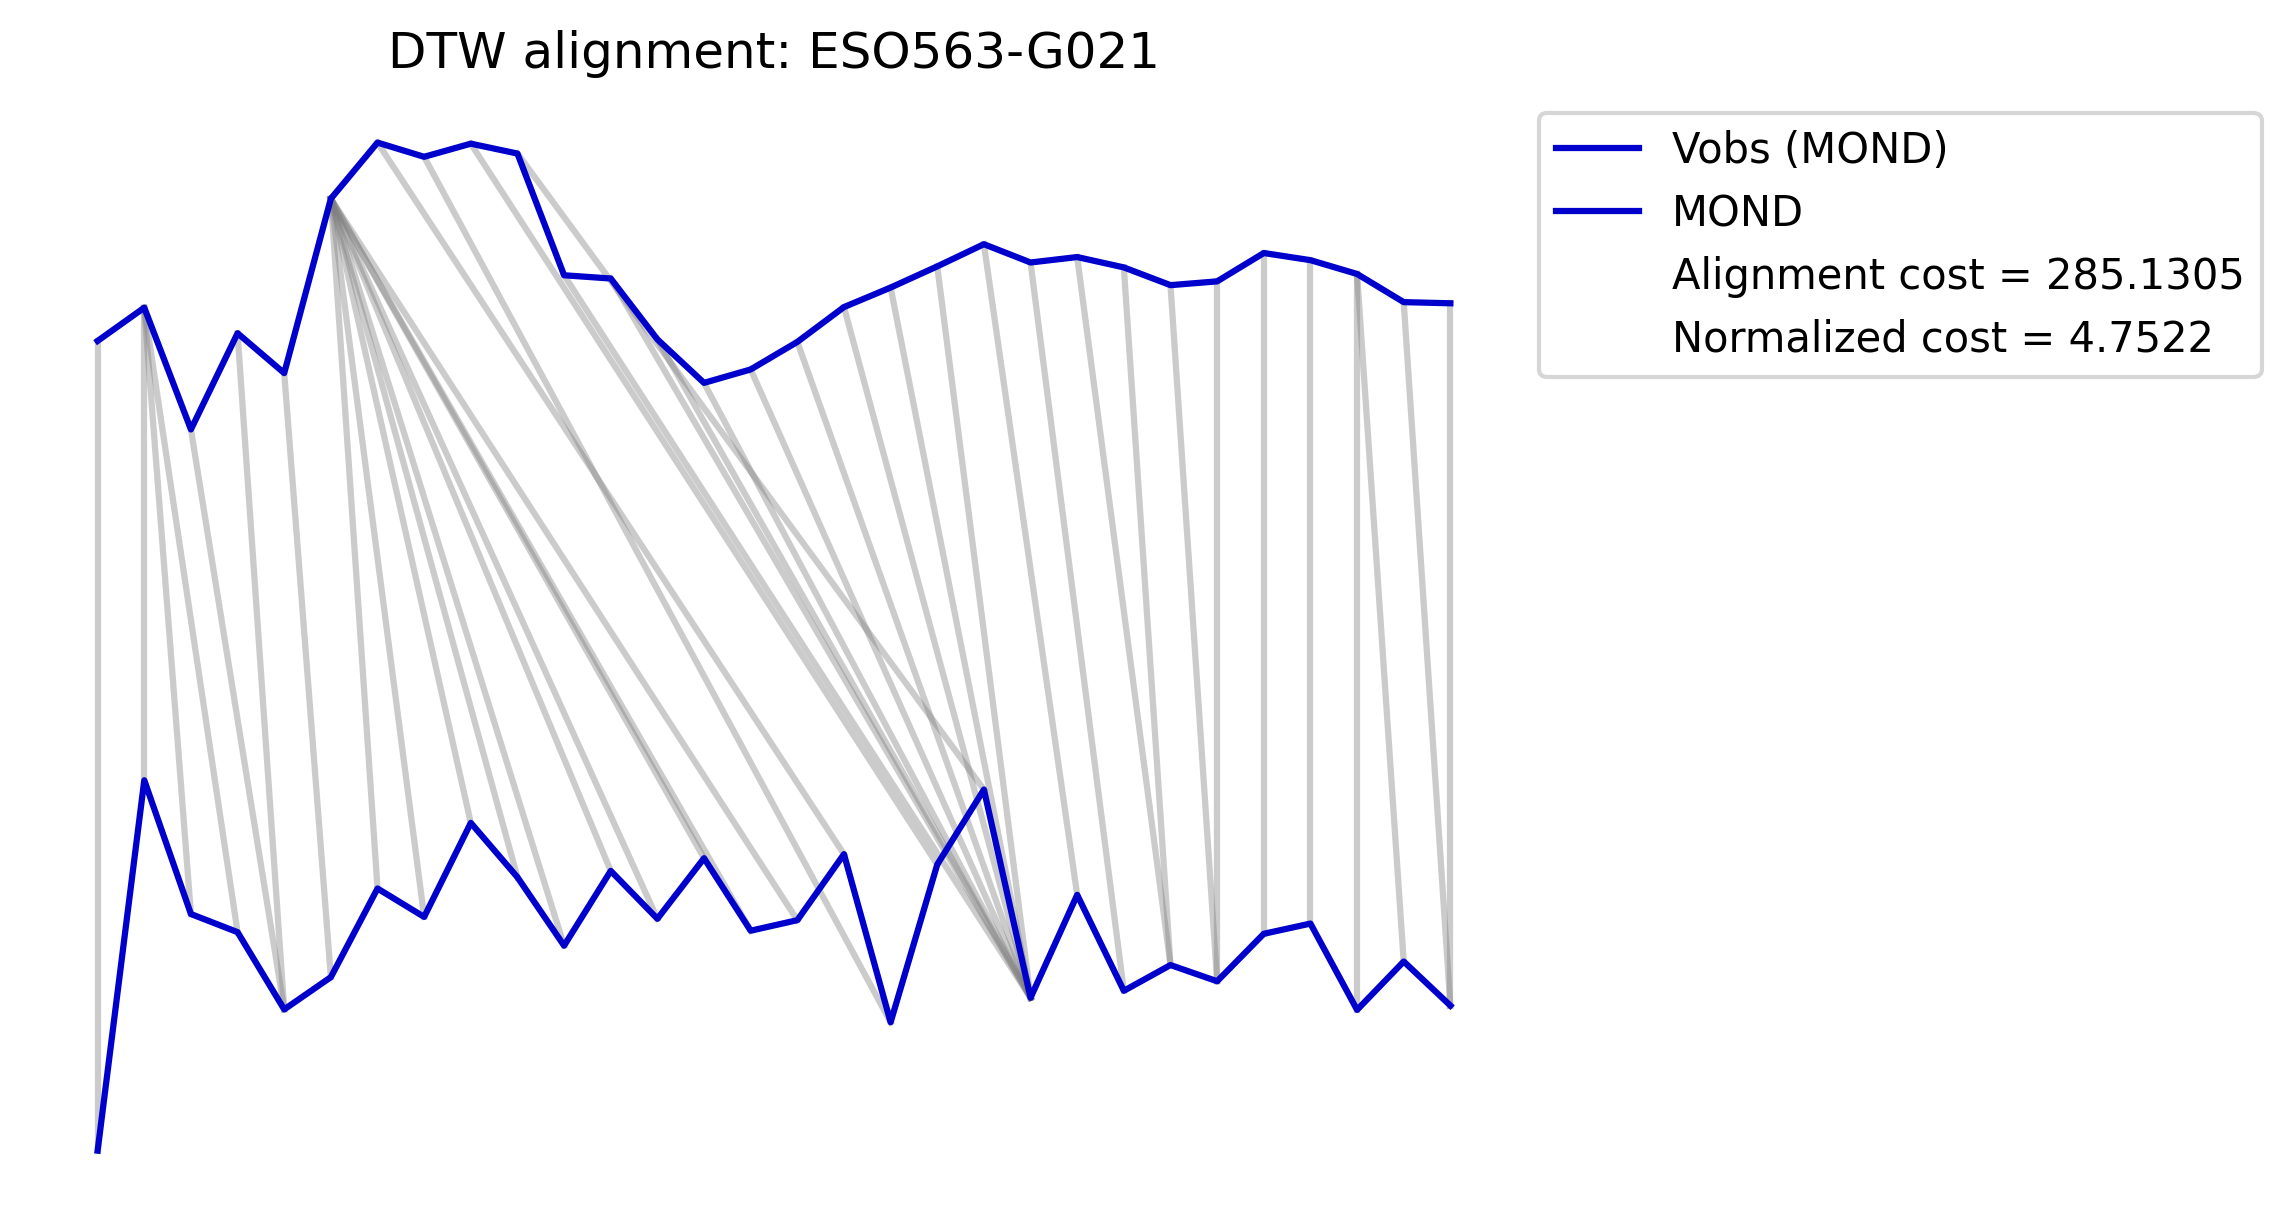 DTW alignment: ESO563-G021
Vobs (MOND)
MOND
Alignment cost = 285.1305
Normalized cost = 4.7522